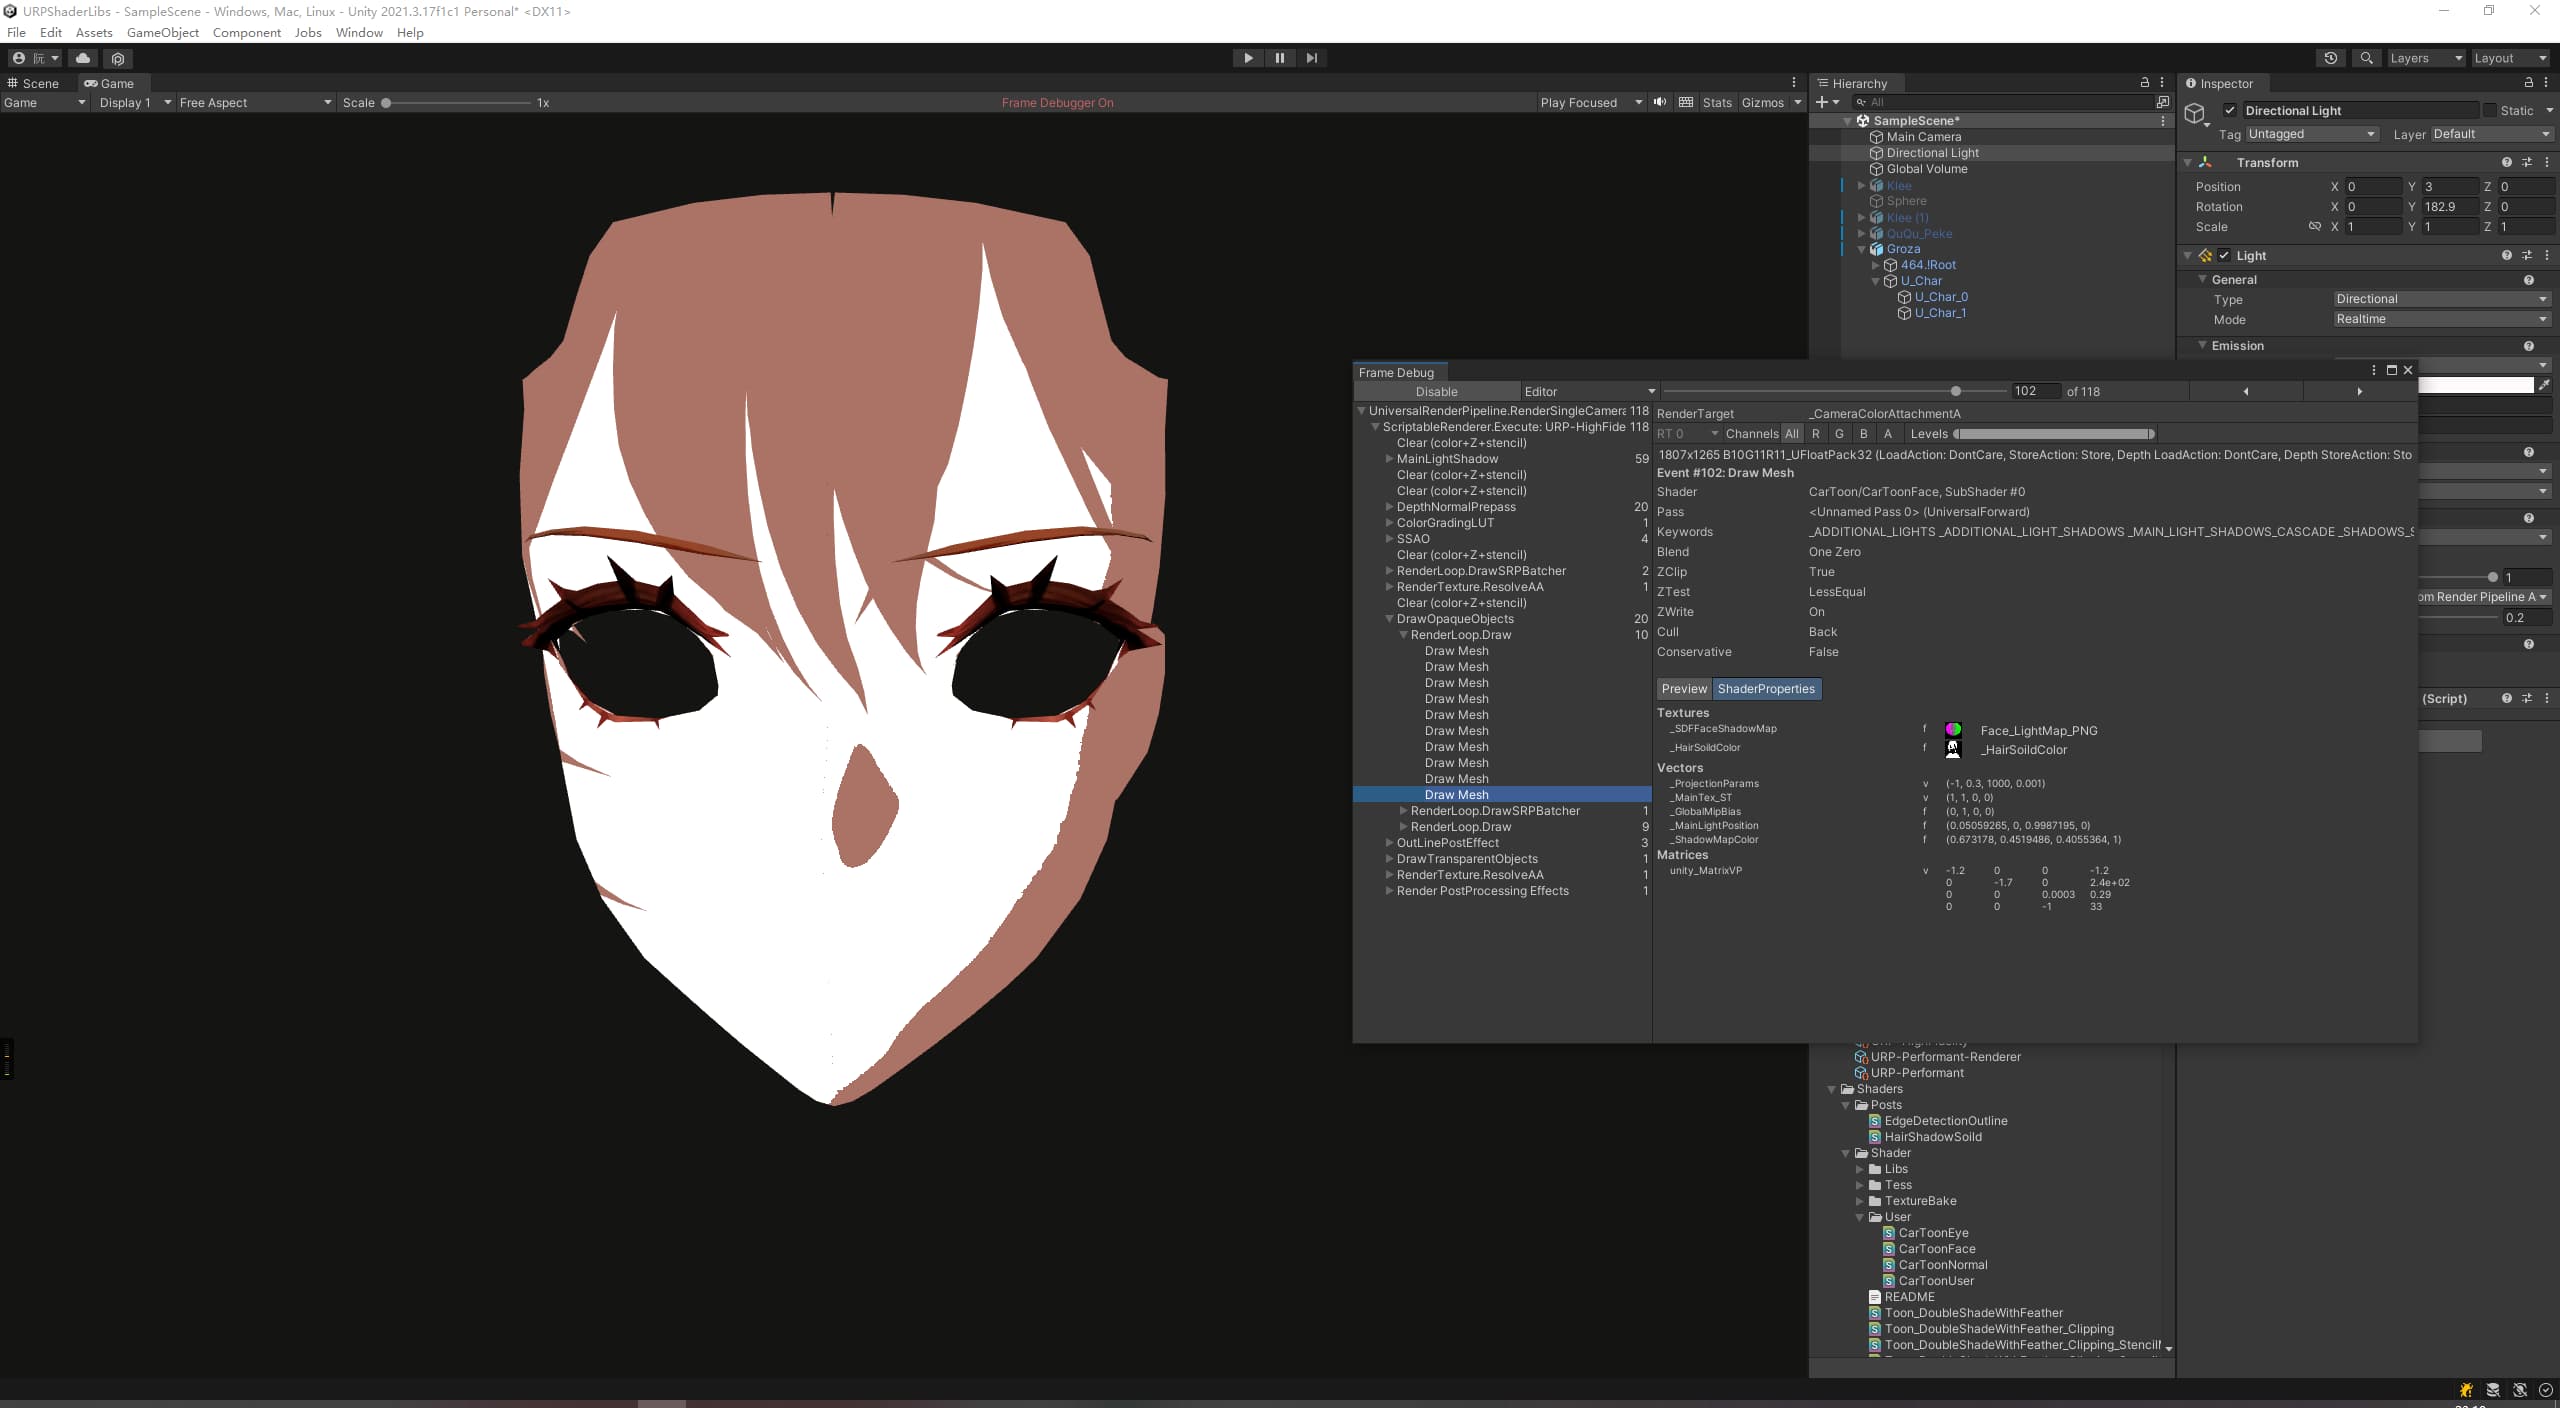 URPShaderLibs - SampleScene - Windows, Mac, Linux - Unity 2021.3.17f1c1 Personal* <DX11>
File Edit Assets GameObject Component Jobs Window Help
阮 Layers Layout
Scene Game Hierarchy Inspector
Game Display 1 Free Aspect Scale 1x Frame Debugger On Play Focused Stats Gizmos All
SampleScene*
Main Camera
Directional Light
Global Volume
Klee
Sphere
Klee (1)
QuQu_Peke
Groza
464.!Root
U_Char
U_Char_0
U_Char_1
Directional Light Static
Tag Untagged Layer Default
Transform
Position X 0 Y 3 Z 0
Rotation X 0 Y 182.9 Z 0
Scale X 1 Y 1 Z 1
Light
General
Type Directional
Mode Realtime
Emission
1
om Render Pipeline A
0.2
(Script)
Frame Debug
Disable Editor 102 of 118
UniversalRenderPipeline.RenderSingleCamera 118
ScriptableRenderer.Execute: URP-HighFide 118
Clear (color+Z+stencil)
MainLightShadow 59
Clear (color+Z+stencil)
Clear (color+Z+stencil)
DepthNormalPrepass 20
ColorGradingLUT 1
SSAO 4
Clear (color+Z+stencil)
RenderLoop.DrawSRPBatcher 2
RenderTexture.ResolveAA 1
Clear (color+Z+stencil)
DrawOpaqueObjects 20
RenderLoop.Draw 10
Draw Mesh
Draw Mesh
Draw Mesh
Draw Mesh
Draw Mesh
Draw Mesh
Draw Mesh
Draw Mesh
Draw Mesh
Draw Mesh
RenderLoop.DrawSRPBatcher 1
RenderLoop.Draw 9
OutLinePostEffect 3
DrawTransparentObjects 1
RenderTexture.ResolveAA 1
Render PostProcessing Effects 1
RenderTarget _CameraColorAttachmentA
RT 0 Channels All R G B A Levels
1807x1265 B10G11R11_UFloatPack32 (LoadAction: DontCare, StoreAction: Store, Depth LoadAction: DontCare, Depth StoreAction: Sto
Event #102: Draw Mesh
Shader CarToon/CarToonFace, SubShader #0
Pass <Unnamed Pass 0> (UniversalForward)
Keywords _ADDITIONAL_LIGHTS _ADDITIONAL_LIGHT_SHADOWS _MAIN_LIGHT_SHADOWS_CASCADE _SHADOWS_S
Blend One Zero
ZClip True
ZTest LessEqual
ZWrite On
Cull Back
Conservative False
Preview ShaderProperties
Textures
_SDFFaceShadowMap f Face_LightMap_PNG
_HairSoildColor f _HairSoildColor
Vectors
_ProjectionParams v (-1, 0.3, 1000, 0.001)
_MainTex_ST v (1, 1, 0, 0)
_GlobalMipBias f (0, 1, 0, 0)
_MainLightPosition f (0.05059265, 0, 0.9987195, 0)
_ShadowMapColor f (0.673178, 0.4519486, 0.4055364, 1)
Matrices
unity_MatrixVP v -1.2 0 0 -1.2
0 -1.7 0 2.4e+02
0 0 0.0003 0.29
0 0 -1 33
URP-Performant-Renderer
URP-Performant
Shaders
Posts
EdgeDetectionOutline
HairShadowSoild
Shader
Libs
Tess
TextureBake
User
CarToonEye
CarToonFace
CarToonNormal
CarToonUser
README
Toon_DoubleShadeWithFeather
Toon_DoubleShadeWithFeather_Clipping
Toon_DoubleShadeWithFeather_Clipping_Stencil